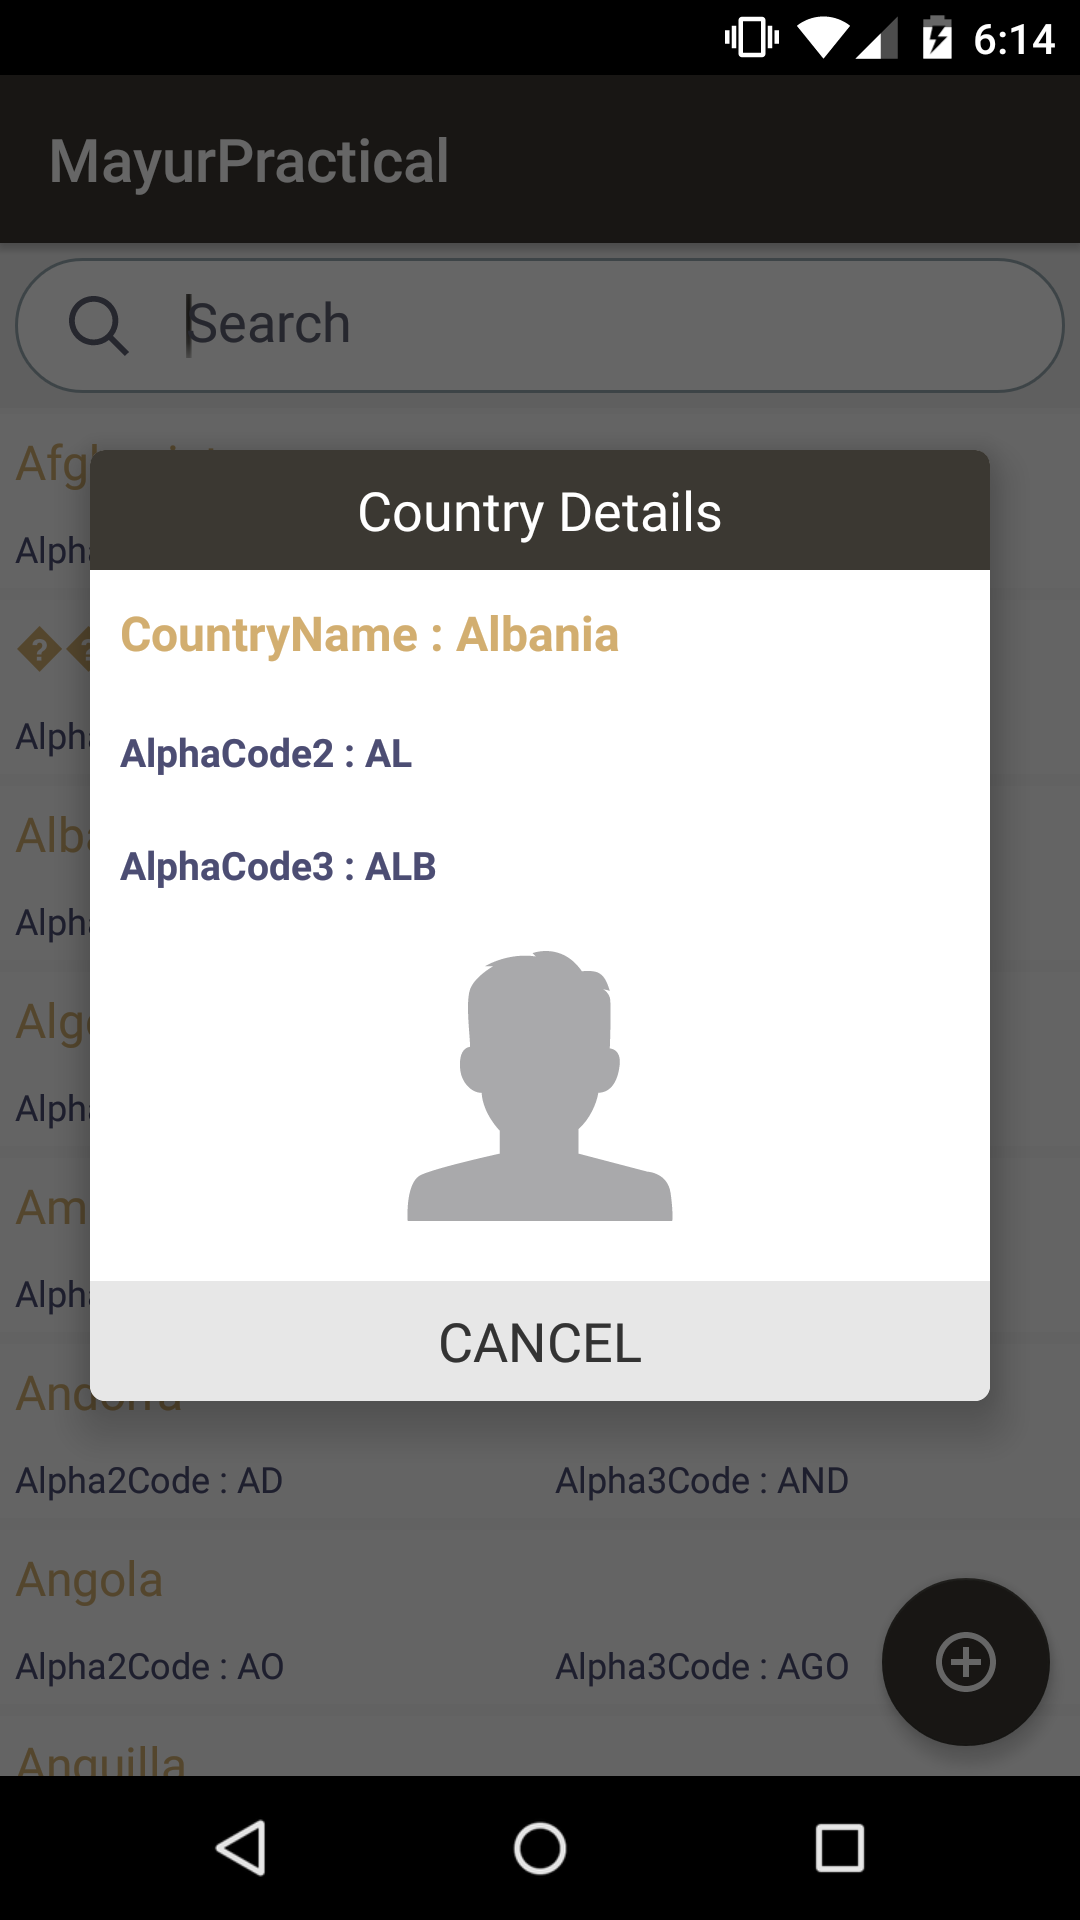 6:14
MayurPractical
Search
Country Details
CountryName : Albania
AlphaCode2 : AL
AlphaCode3 : ALB
CANCEL
Alpha2Code : AD Alpha3Code : AND
Angola
Alpha2Code : AO Alpha3Code : AGO
Anguilla